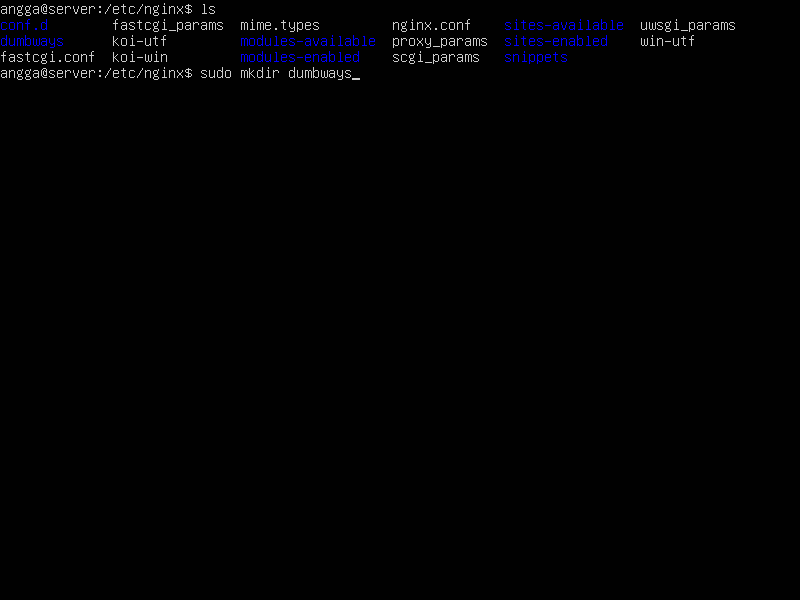 angga@server:/etc/nginx$ ls
conf.d fastcgi_params mime.types nginx.conf sites-available uwsgi_params
dumbways koi-utf modules-available proxy_params sites-enabled win-utf
fastcgi.conf koi-win modules-enabled scgi_params snippets
angga@server:/etc/nginx$ sudo mkdir dumbways_